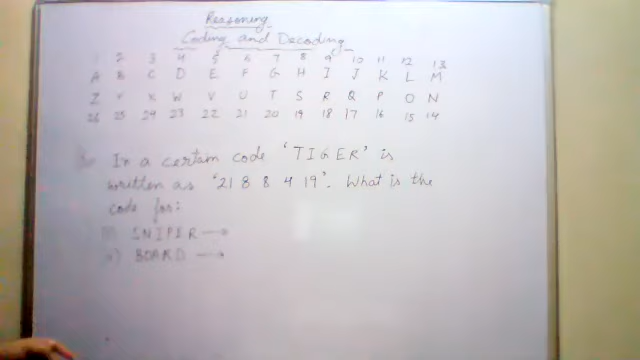 Reasoning
Coding and Decoding
2 3 4 5 6 7 8 9 10 11 12 13
A B C D E F G H I J K L M
Z Y X W V U T S R Q P O N
26 25 24 23 22 21 20 19 18 17 16 15 14
In a certain code 'TIGER' is
written as '21 8 8 4 19'. What is the
code for:
SNIPER →
BOARD →